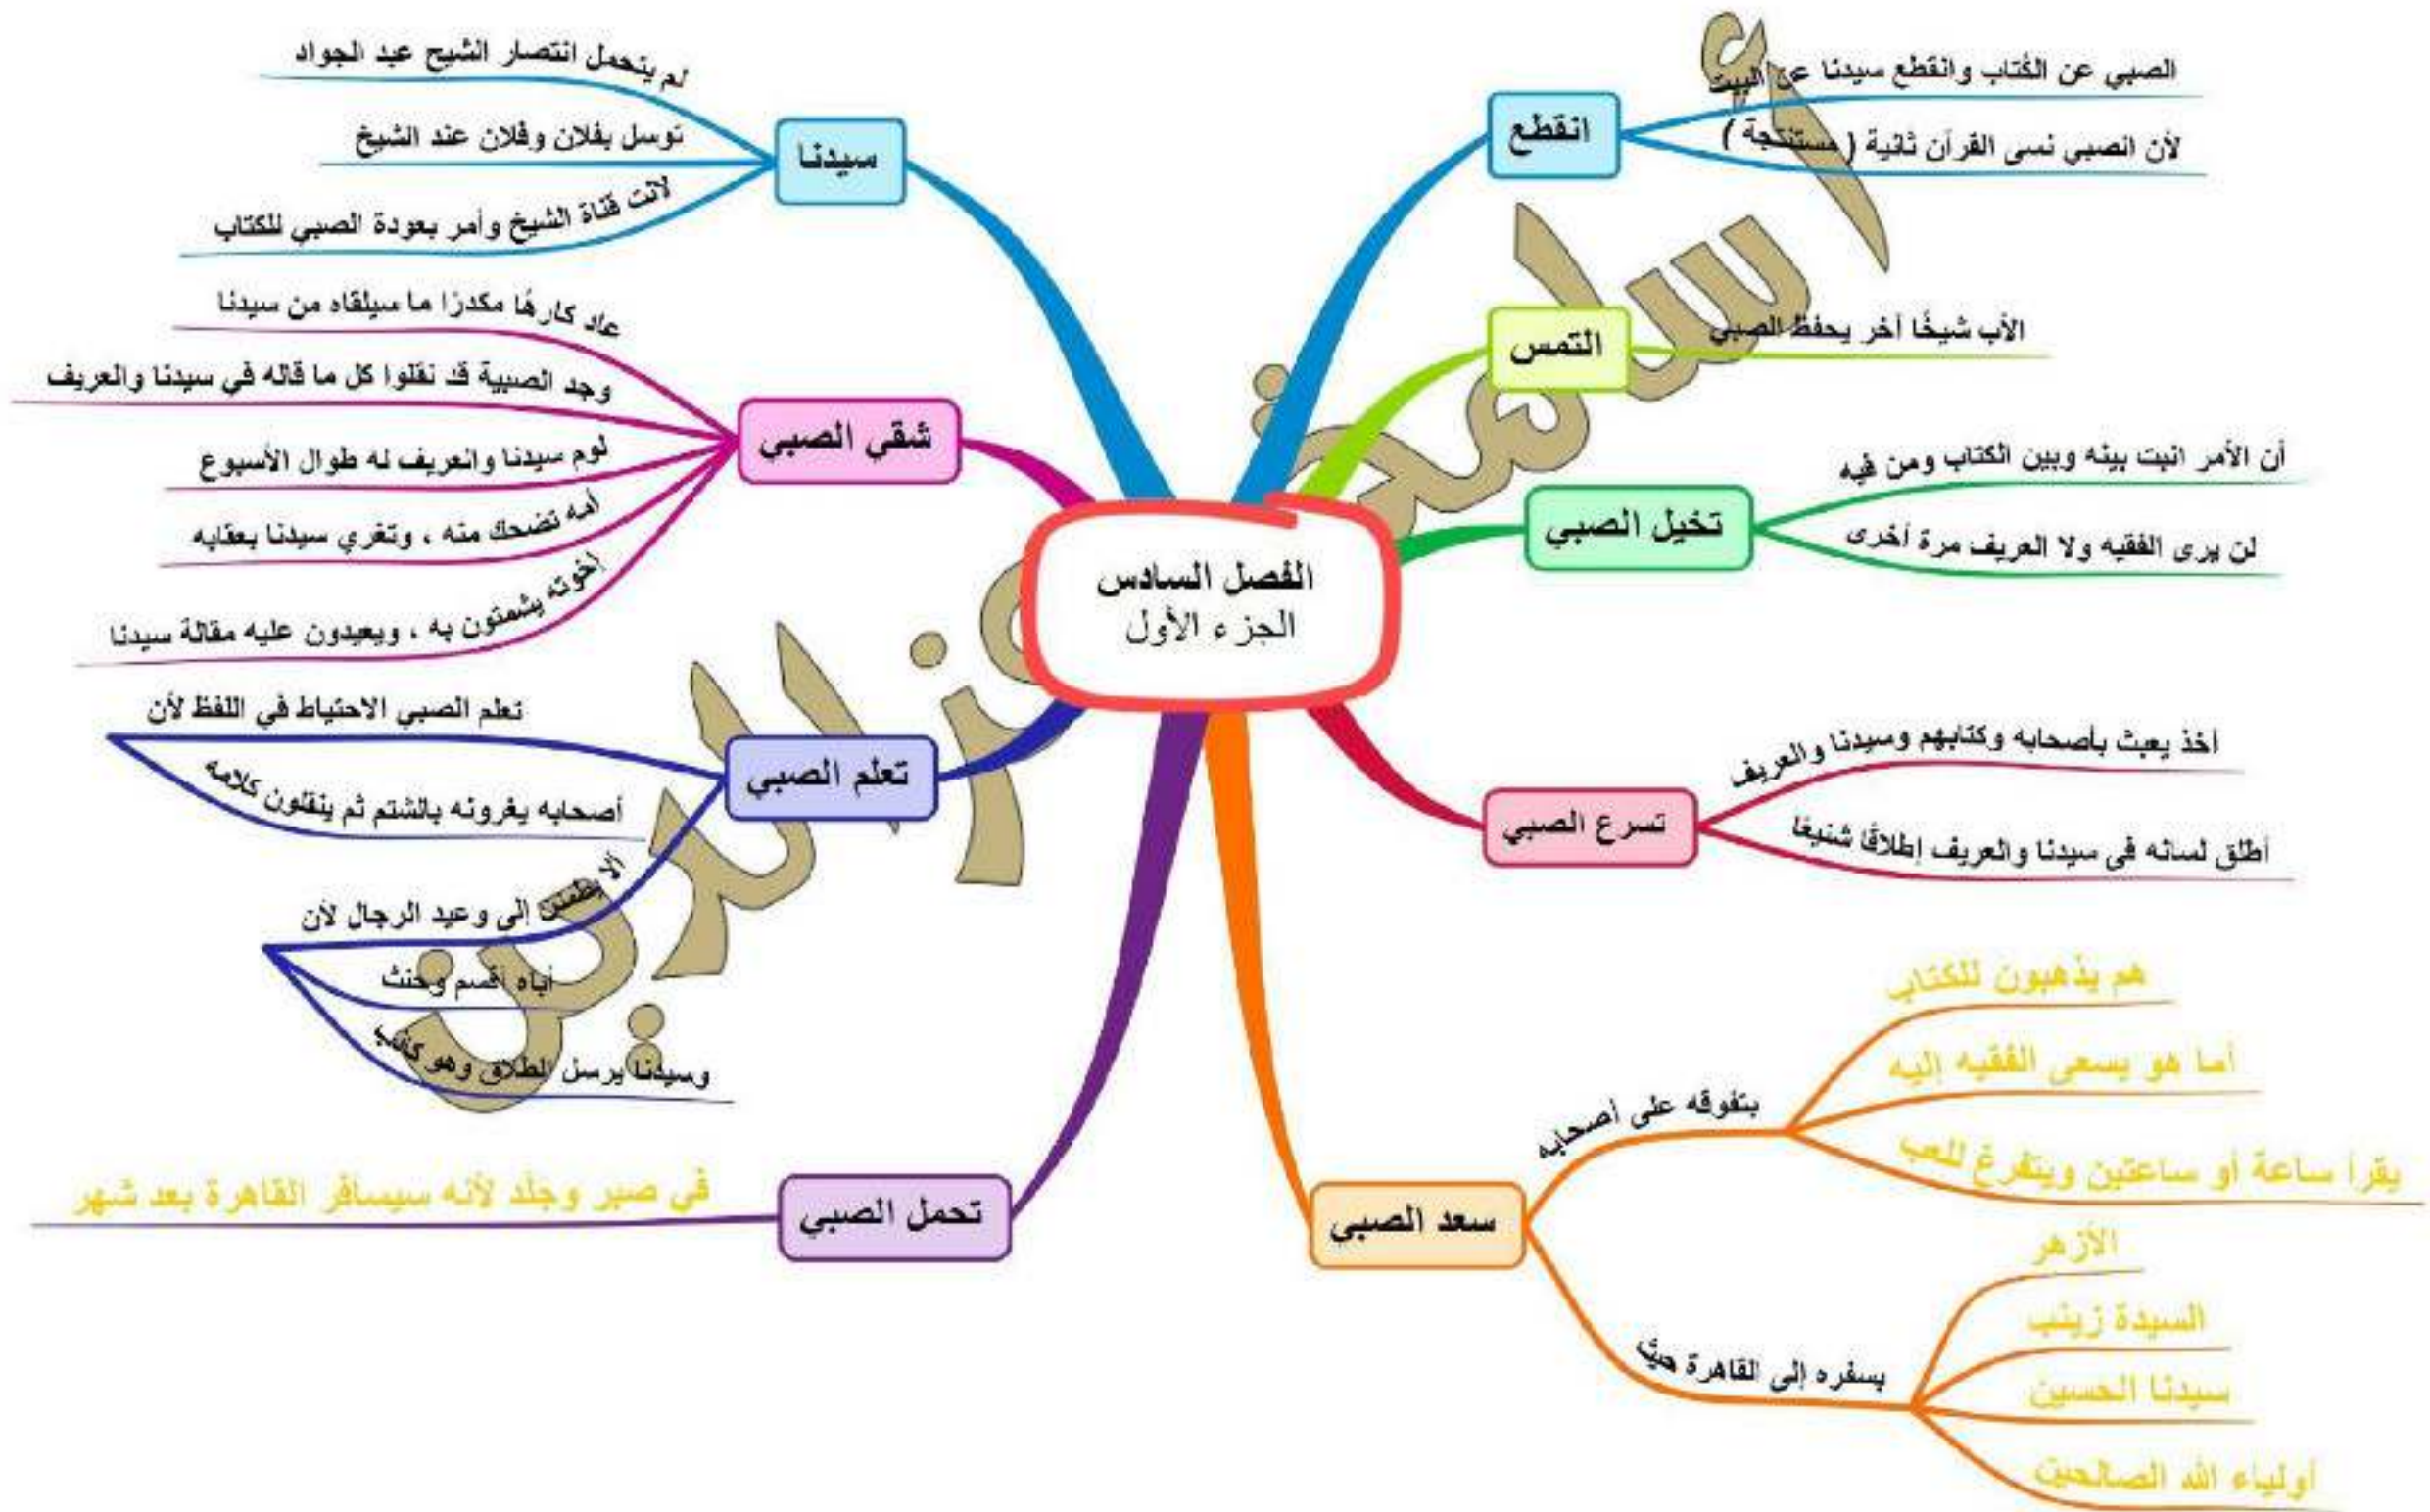 الفصل السادس
الجزء الأول
انقطع
الصبي عن الكُتاب وانقطع سيدنا عن البيت
لأن الصبي نسى القرآن ثانية ( مستنتجة )
التمس
الأب شيخًا أخر يحفظ الصبي
تخيل الصبي
أن الأمر انبت بينه وبين الكتاب ومن فيه
لن يرى الفقيه ولا العريف مرة أخرى
تسرع الصبي
أخذ يعبث بأصحابه وكتابهم وسيدنا والعريف
أطلق لسانه في سيدنا والعريف إطلاقًا شنيعًا
سعد الصبي
بتفوقه على أصحابه
هم يذهبون للكتاب
أما هو يسعى الفقيه إليه
يقرأ ساعة أو ساعتين ويتفرغ للعب
بسفره إلى القاهرة حيث
الأزهر
السيدة زينب
سيدنا الحسين
أولياء الله الصالحين
سيدنا
لم يتحمل انتصار الشيخ عبد الجواد
توسل بفلان وفلان عند الشيخ
لانت قناة الشيخ وأمر بعودة الصبي للكتاب
شقي الصبي
عاد كارهًا مكدرًا ما سيلقاه من سيدنا
وجد الصبية قد نقلوا كل ما قاله في سيدنا والعريف
لوم سيدنا والعريف له طوال الأسبوع
أمه تضحك منه ، وتغري سيدنا بعقابه
إخوته يشمتون به ، ويعيدون عليه مقالة سيدنا
تعلم الصبي
تعلم الصبي الاحتياط في اللفظ لأن
أصحابه يغرونه بالشتم ثم ينقلون كلامه
ألا يطمئن إلى وعيد الرجال لأن
أباه أقسم وحنث
وسيدنا يرسل الطلاق وهو كاذب
تحمل الصبي
في صبر وجلد لأنه سيسافر القاهرة بعد شهر
أسامة عز الدين